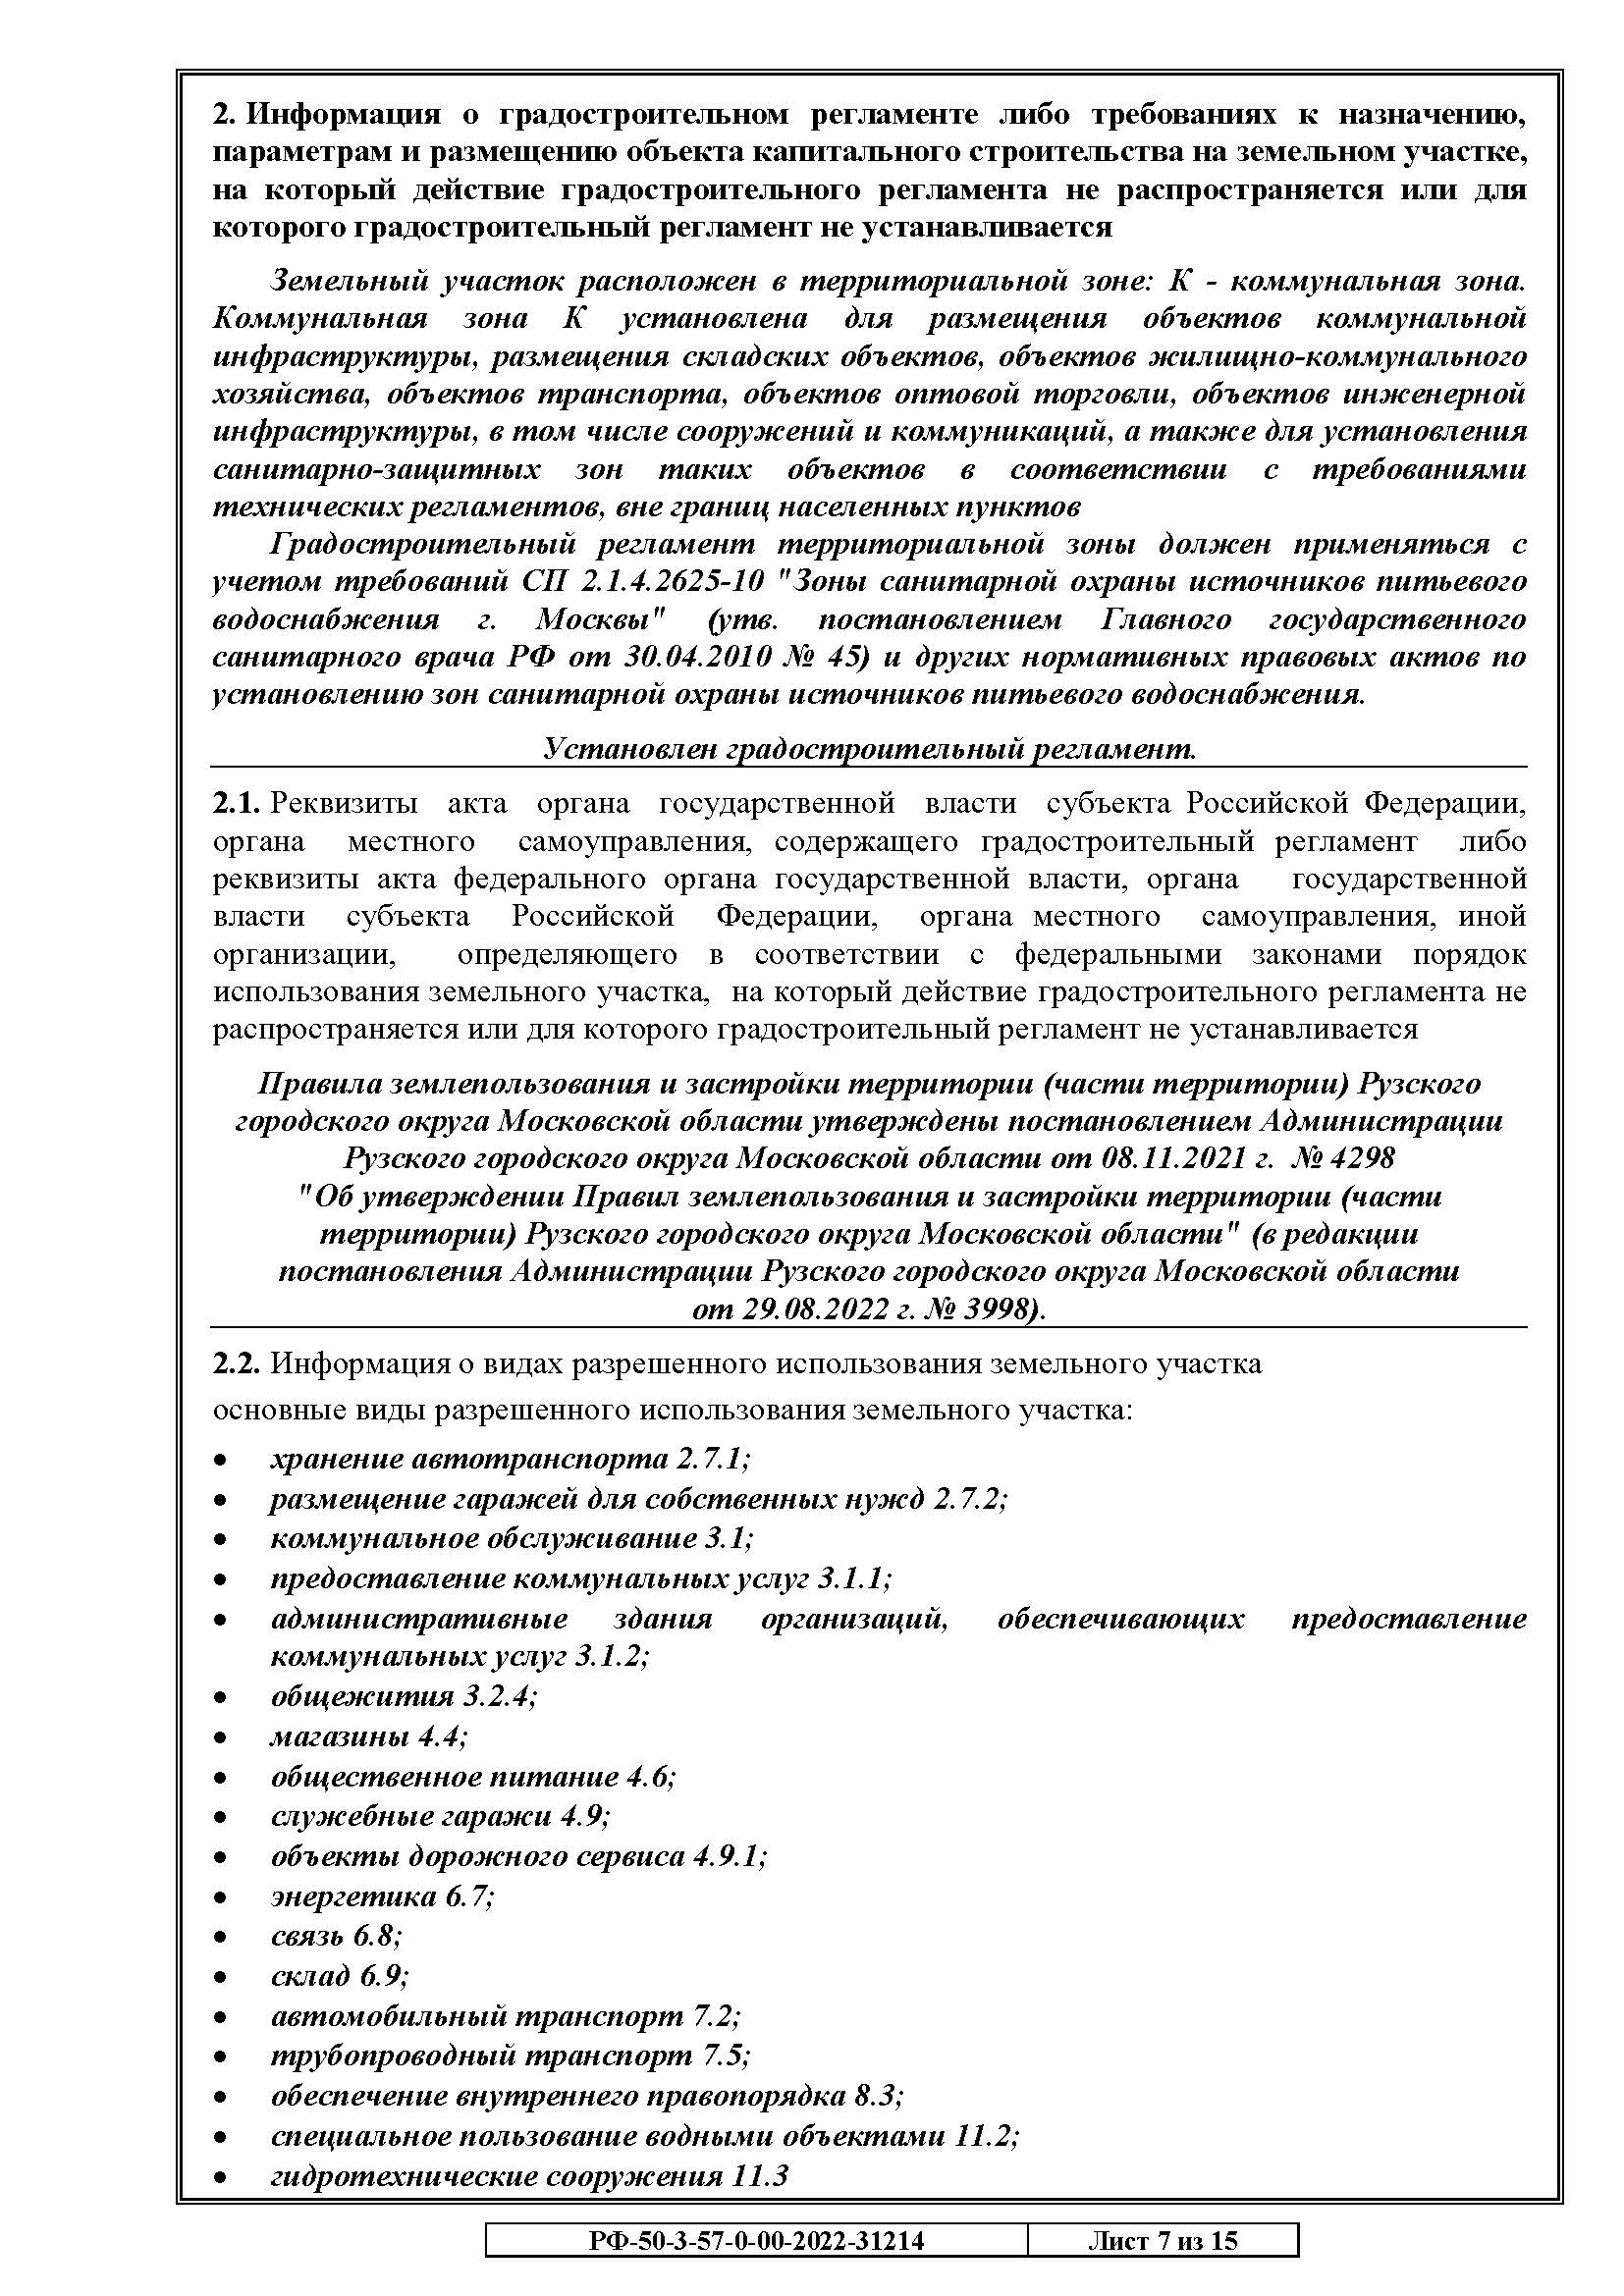 2. Информация о градостроительном регламенте либо требованиях к назначению,
параметрам и размещению объекта капитального строительства на земельном участке,
на который действие градостроительного регламента не распространяется или для
которого градостроительный регламент не устанавливается
Земельный участок расположен в территориальной зоне: К - коммунальная зона.
Коммунальная зона К установлена для размещения объектов коммунальной
инфраструктуры, размещения складских объектов, объектов жилищно-коммунального
хозяйства, объектов транспорта, объектов оптовой торговли, объектов инженерной
инфраструктуры, в том числе сооружений и коммуникаций, а также для установления
санитарно-защитных зон таких объектов в соответствии с требованиями
технических регламентов, вне границ населенных пунктов
Градостроительный регламент территориальной зоны должен применяться с
учетом требований СП 2.1.4.2625-10 "Зоны санитарной охраны источников питьевого
водоснабжения г. Москвы" (утв. постановлением Главного государственного
санитарного врача РФ от 30.04.2010 № 45) и других нормативных правовых актов по
установлению зон санитарной охраны источников питьевого водоснабжения.
Установлен градостроительный регламент.
2.1. Реквизиты акта органа государственной власти субъекта Российской Федерации,
органа местного самоуправления, содержащего градостроительный регламент либо
реквизиты акта федерального органа государственной власти, органа государственной
власти субъекта Российской Федерации, органа местного самоуправления, иной
организации, определяющего в соответствии с федеральными законами порядок
использования земельного участка, на который действие градостроительного регламента не
распространяется или для которого градостроительный регламент не устанавливается
Правила землепользования и застройки территории (части территории) Рузского
городского округа Московской области утверждены постановлением Администрации
Рузского городского округа Московской области от 08.11.2021 г. № 4298
"Об утверждении Правил землепользования и застройки территории (части
территории) Рузского городского округа Московской области" (в редакции
постановления Администрации Рузского городского округа Московской области
от 29.08.2022 г. № 3998).
2.2. Информация о видах разрешенного использования земельного участка
основные виды разрешенного использования земельного участка:
• хранение автотранспорта 2.7.1;
• размещение гаражей для собственных нужд 2.7.2;
• коммунальное обслуживание 3.1;
• предоставление коммунальных услуг 3.1.1;
• административные здания организаций, обеспечивающих предоставление
коммунальных услуг 3.1.2;
• общежития 3.2.4;
• магазины 4.4;
• общественное питание 4.6;
• служебные гаражи 4.9;
• объекты дорожного сервиса 4.9.1;
• энергетика 6.7;
• связь 6.8;
• склад 6.9;
• автомобильный транспорт 7.2;
• трубопроводный транспорт 7.5;
• обеспечение внутреннего правопорядка 8.3;
• специальное пользование водными объектами 11.2;
• гидротехнические сооружения 11.3
РФ-50-3-57-0-00-2022-31214 Лист 7 из 15